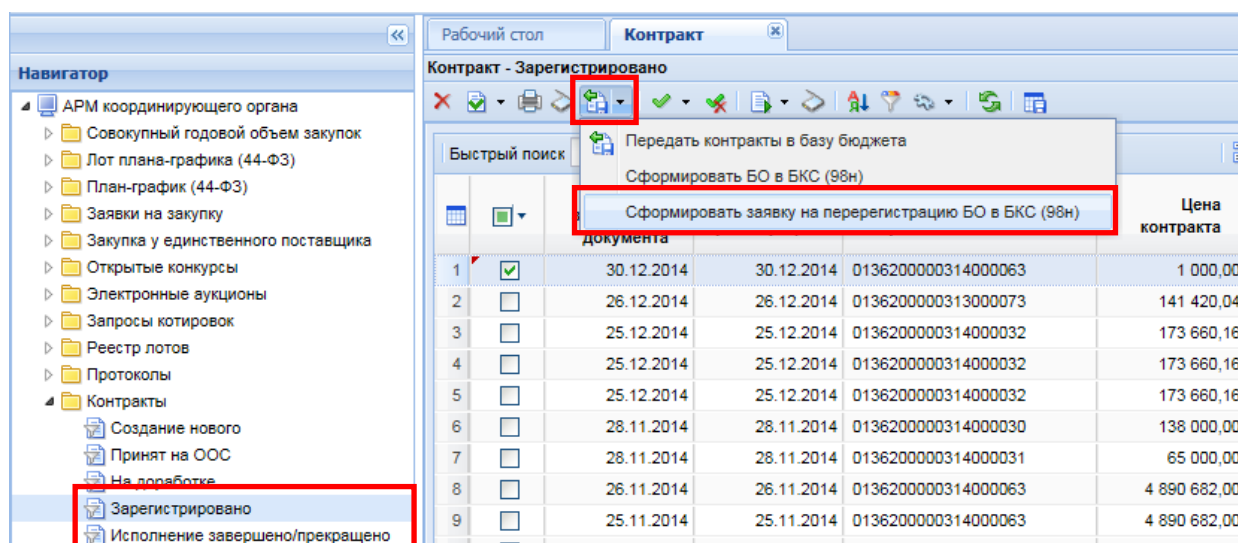 Рабочий стол
Контракт
Навигатор
Контракт - Зарегистрировано
АРМ координирующего органа
Совокупный годовой объем закупок
Лот плана-графика (44-ФЗ)
План-график (44-ФЗ)
Заявки на закупку
Закупка у единственного поставщика
Открытые конкурсы
Электронные аукционы
Запросы котировок
Реестр лотов
Протоколы
Контракты
Создание нового
Принят на ООС
На доработке
Зарегистрировано
Исполнение завершено/прекращено
Быстрый поиск
Передать контракты в базу бюджета
Сформировать БО в БКС (98н)
Сформировать заявку на перерегистрацию БО в БКС (98н)
документа
Цена
контракта
1 30.12.2014 30.12.2014 0136200000314000063 1 000,00
2 26.12.2014 26.12.2014 0136200000313000073 141 420,04
3 25.12.2014 25.12.2014 0136200000314000032 173 660,16
4 25.12.2014 25.12.2014 0136200000314000032 173 660,16
5 25.12.2014 25.12.2014 0136200000314000032 173 660,16
6 28.11.2014 28.11.2014 0136200000314000030 138 000,00
7 28.11.2014 28.11.2014 0136200000314000031 65 000,00
8 26.11.2014 26.11.2014 0136200000314000063 4 890 682,00
9 25.11.2014 25.11.2014 0136200000314000063 4 890 682,00